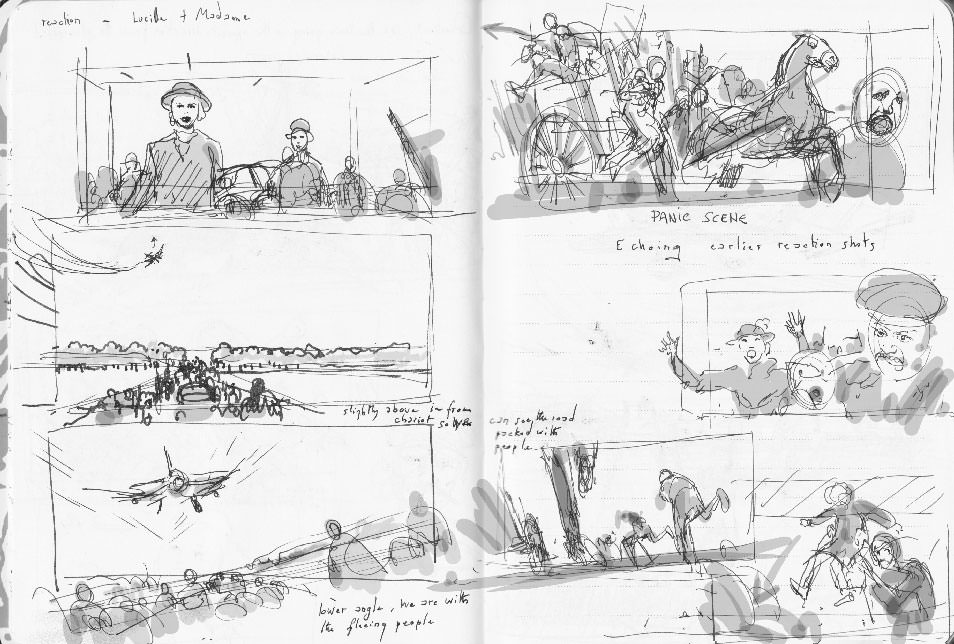 reaction - Lucille + Madame
slightly above in from
chariot so we
can see the road
packed with
people
lower angle, we are with
the fleeing people
PANIC SCENE
Echoing earlier reaction shots